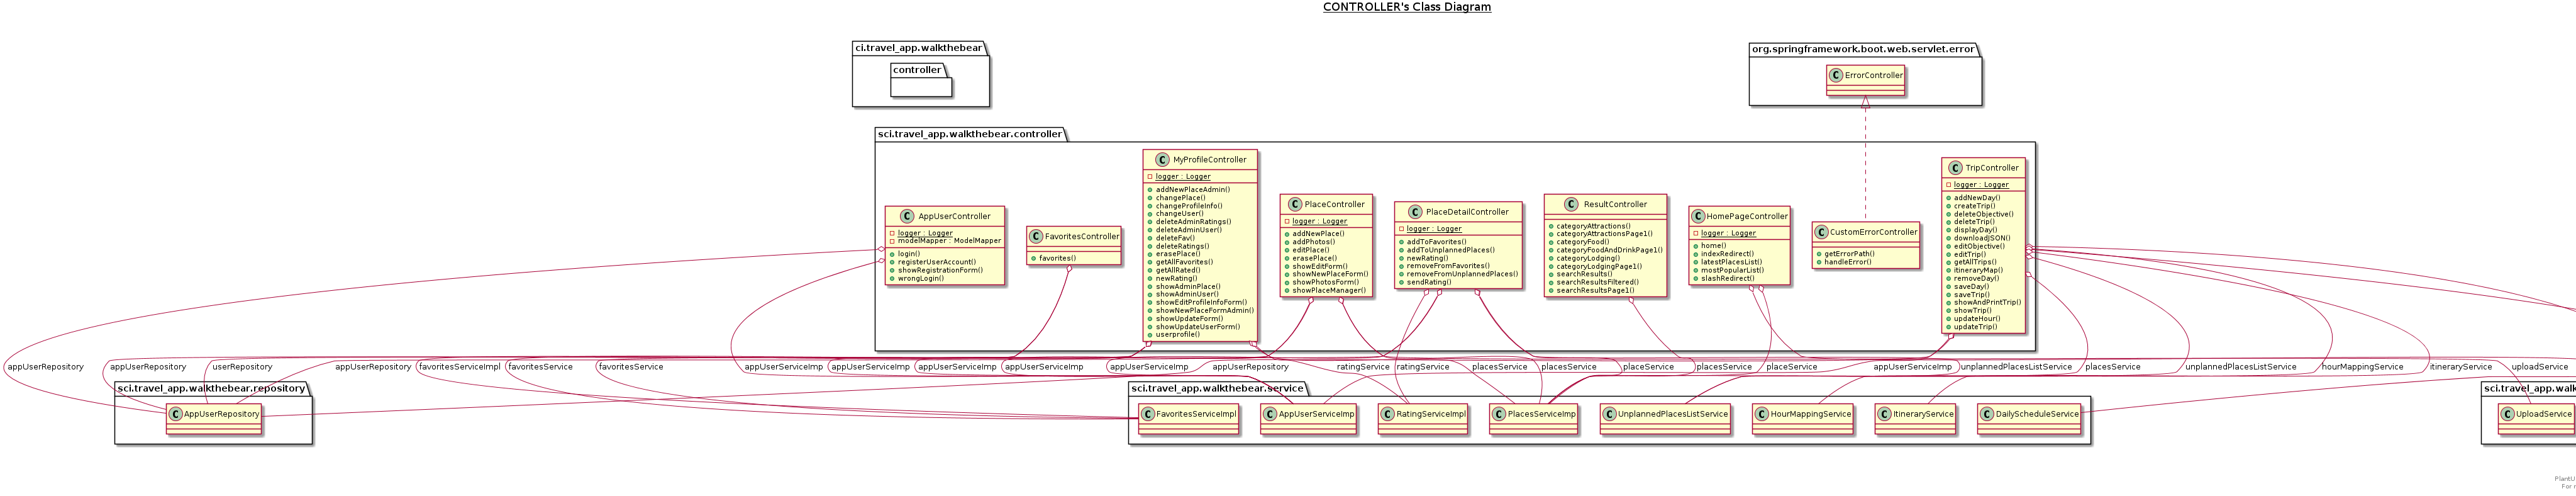 CONTROLLER's Class Diagram
ci.travel_app.walkthebear
controller
org.springframework.boot.web.servlet.error
ErrorController
sci.travel_app.walkthebear.controller
AppUserController
logger : Logger
modelMapper : ModelMapper
login()
registerUserAccount()
showRegistrationForm()
wrongLogin()
FavoritesController
favorites()
MyProfileController
logger : Logger
addNewPlaceAdmin()
changePlace()
changeProfileInfo()
changeUser()
deleteAdminRatings()
deleteAdminUser()
deleteFav()
deleteRatings()
erasePlace()
getAllFavorites()
getAllRated()
newRating()
showAdminPlace()
showAdminUser()
showEditProfileInfoForm()
showNewPlaceFormAdmin()
showUpdateForm()
showUpdateUserForm()
userprofile()
PlaceController
logger : Logger
addNewPlace()
addPhotos()
editPlace()
erasePlace()
showEditForm()
showNewPlaceForm()
showPhotosForm()
showPlaceManager()
PlaceDetailController
logger : Logger
addToFavorites()
addToUnplannedPlaces()
newRating()
removeFromFavorites()
removeFromUnplannedPlaces()
sendRating()
ResultController
categoryAttractions()
categoryAttractionsPage1()
categoryFood()
categoryFoodAndDrinkPage1()
categoryLodging()
categoryLodgingPage1()
searchResults()
searchResultsFiltered()
searchResultsPage1()
HomePageController
logger : Logger
home()
indexRedirect()
latestPlacesList()
mostPopularList()
slashRedirect()
CustomErrorController
getErrorPath()
handleError()
TripController
logger : Logger
addNewDay()
createTrip()
deleteObjective()
deleteTrip()
displayDay()
downloadJSON()
editObjective()
editTrip()
getAllTrips()
itineraryMap()
removeDay()
saveDay()
saveTrip()
showAndPrintTrip()
showTrip()
updateHour()
updateTrip()
appUserRepository appUserRepository userRepository appUserRepository favoritesServiceImpl favoritesService favoritesService appUserServiceImp appUserServiceImp appUserServiceImp appUserServiceImp appUserServiceImp appUserRepository ratingService ratingService placesService placesService placeService placesService placeService appUserServiceImp unplannedPlacesListService placesService unplannedPlacesListService hourMappingService itineraryService uploadService
sci.travel_app.walkthebear.repository
AppUserRepository
sci.travel_app.walkthebear.service
FavoritesServiceImpl
AppUserServiceImp
RatingServiceImpl
PlacesServiceImp
UnplannedPlacesListService
HourMappingService
ItineraryService
DailyScheduleService
sci.travel_app.walk
UploadService
PlantU
For